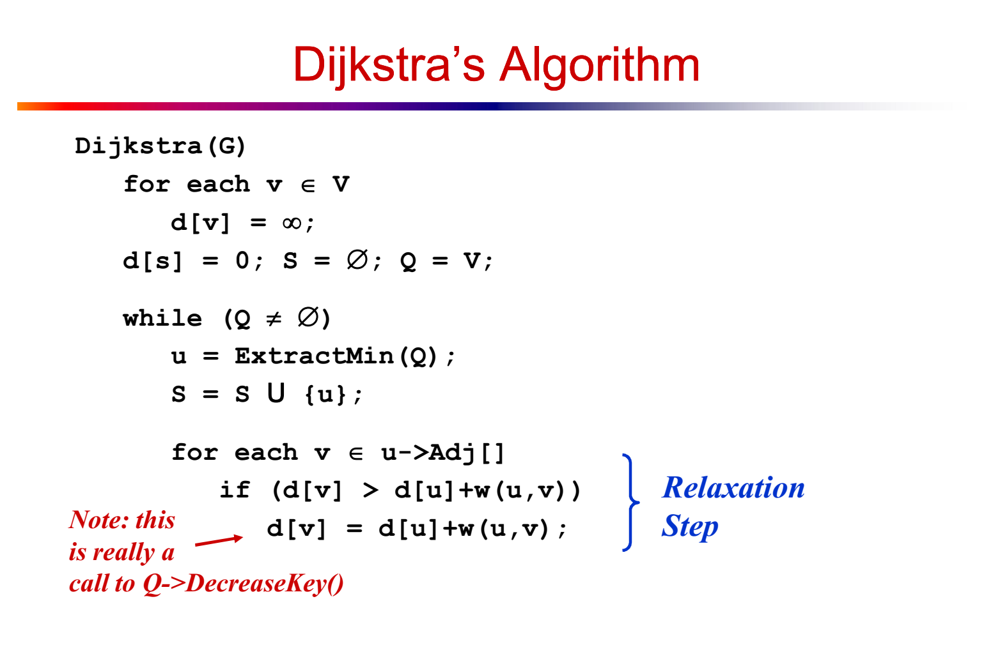 Dijkstra’s Algorithm
Dijkstra(G)
for each v ∈ V
d[v] = ∞;
d[s] = 0; S = ∅; Q = V;
while (Q ≠ ∅)
u = ExtractMin(Q);
S = S U {u};
for each v ∈ u->Adj[]
if (d[v] > d[u]+w(u,v))
d[v] = d[u]+w(u,v);
Relaxation
Step
Note: this
is really a
call to Q->DecreaseKey()